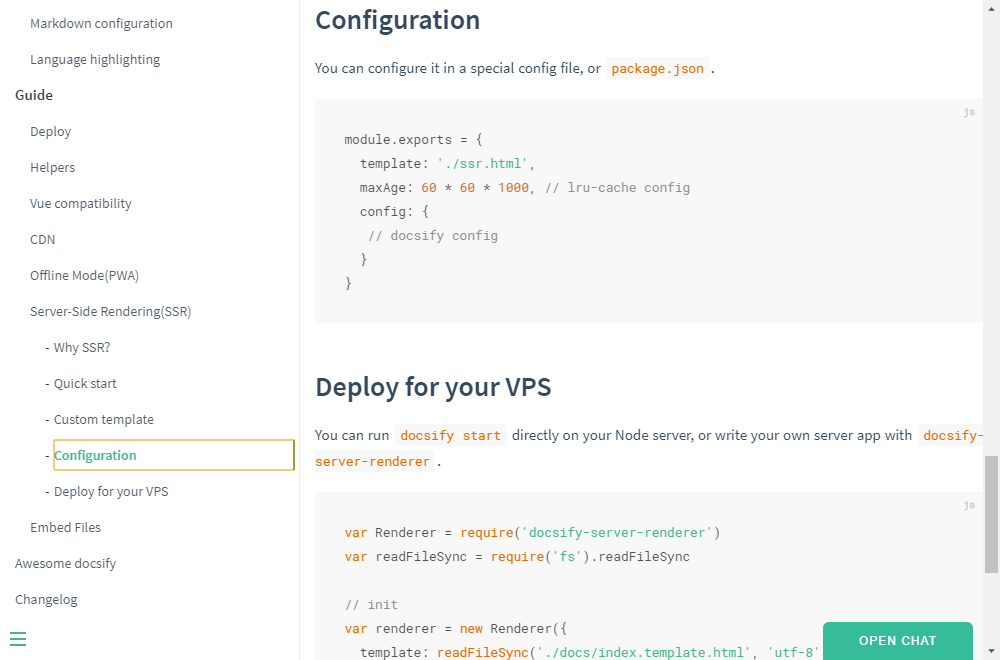 Markdown configuration
Language highlighting
Guide
Deploy
Helpers
Vue compatibility
CDN
Offline Mode(PWA)
Server-Side Rendering(SSR)
- Why SSR?
- Quick start
- Custom template
- Configuration
- Deploy for your VPS
Embed Files
Awesome docsify
Changelog
Configuration
You can configure it in a special config file, or package.json .
js
module.exports = {
  template: './ssr.html',
  maxAge: 60 * 60 * 1000, // lru-cache config
  config: {
   // docsify config
  }
}
Deploy for your VPS
You can run docsify start directly on your Node server, or write your own server app with docsify-
server-renderer .
js
var Renderer = require('docsify-server-renderer')
var readFileSync = require('fs').readFileSync
// init
var renderer = new Renderer({
  template: readFileSync('./docs/index.template.html', 'utf-8'
OPEN CHAT